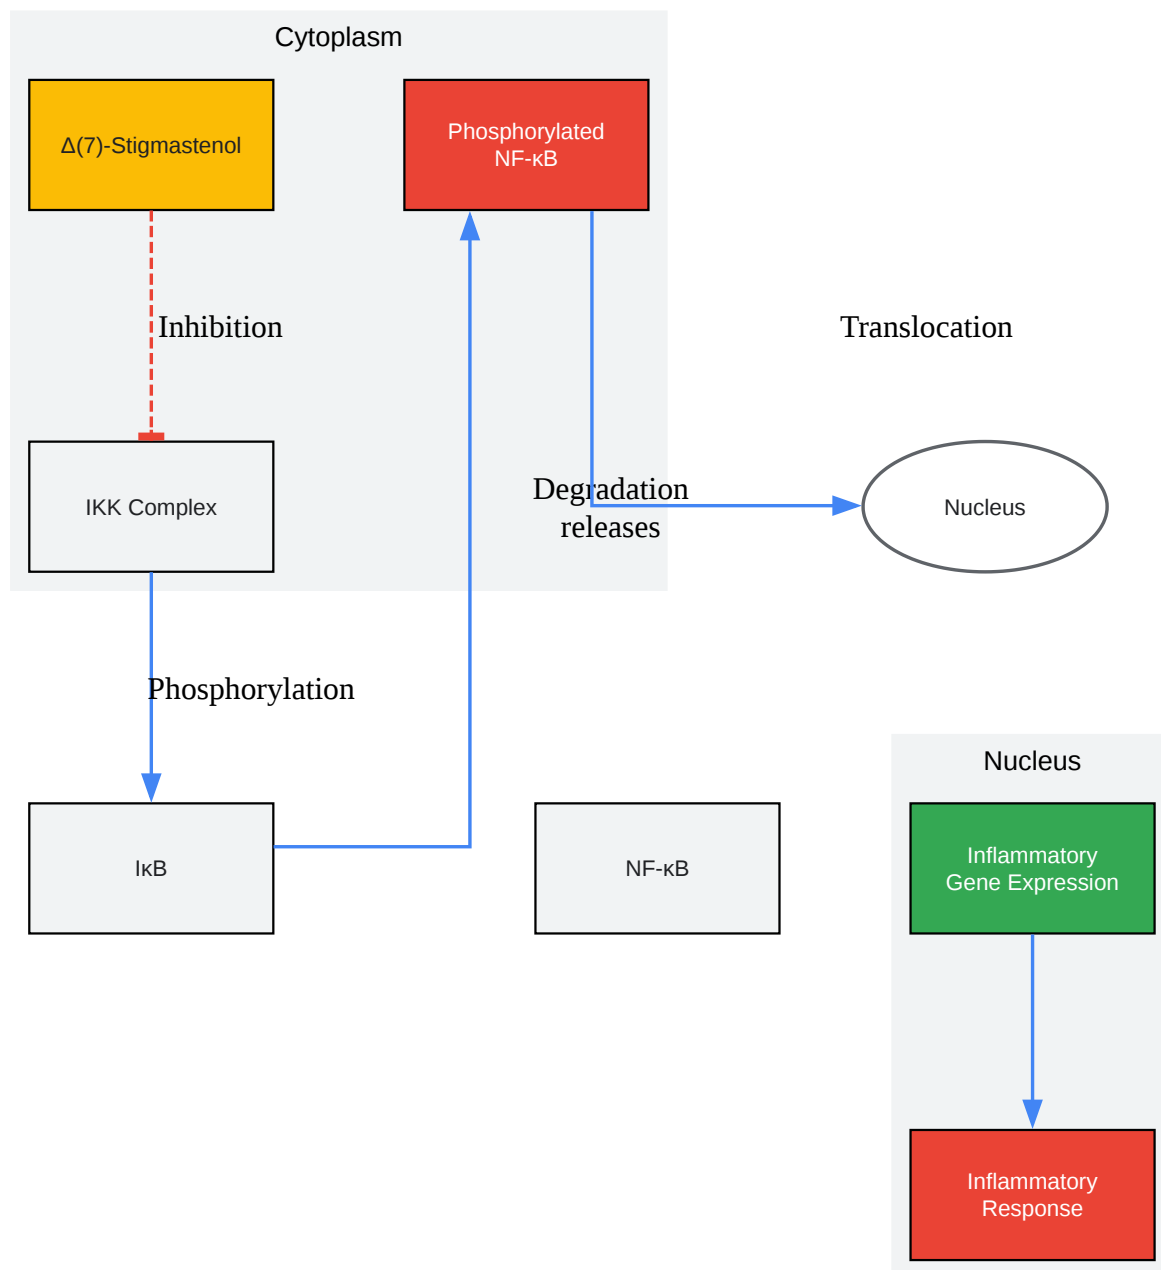 Cytoplasm
Δ(7)-Stigmastenol
Phosphorylated
NF-κB
Inhibition
Translocation
IKK Complex
Degradation
releases
Nucleus
Phosphorylation
IκB
NF-κB
Nucleus
Inflammatory
Gene Expression
Inflammatory
Response